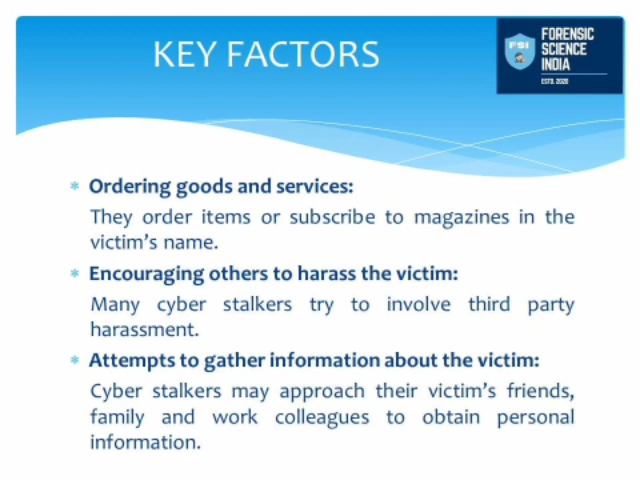 KEY FACTORS
FSI
FORENSIC
SCIENCE
INDIA
ESTD. 2020
Ordering goods and services:
They order items or subscribe to magazines in the
victim's name.
Encouraging others to harass the victim:
Many cyber stalkers try to involve third party
harassment.
Attempts to gather information about the victim:
Cyber stalkers may approach their victim's friends,
family and work colleagues to obtain personal
information.